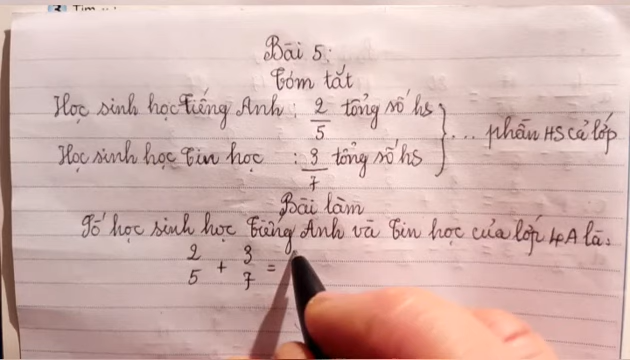 Bài 5:
Tóm tắt
Học sinh học Tiếng Anh : 2/5 tổng số hs
Học sinh học Tin học : 3/7 tổng số hs
... phần HS cả lớp
Bài làm
Số học sinh học Tiếng Anh và Tin học của lớp 4A là:
2/5 + 3/7 =